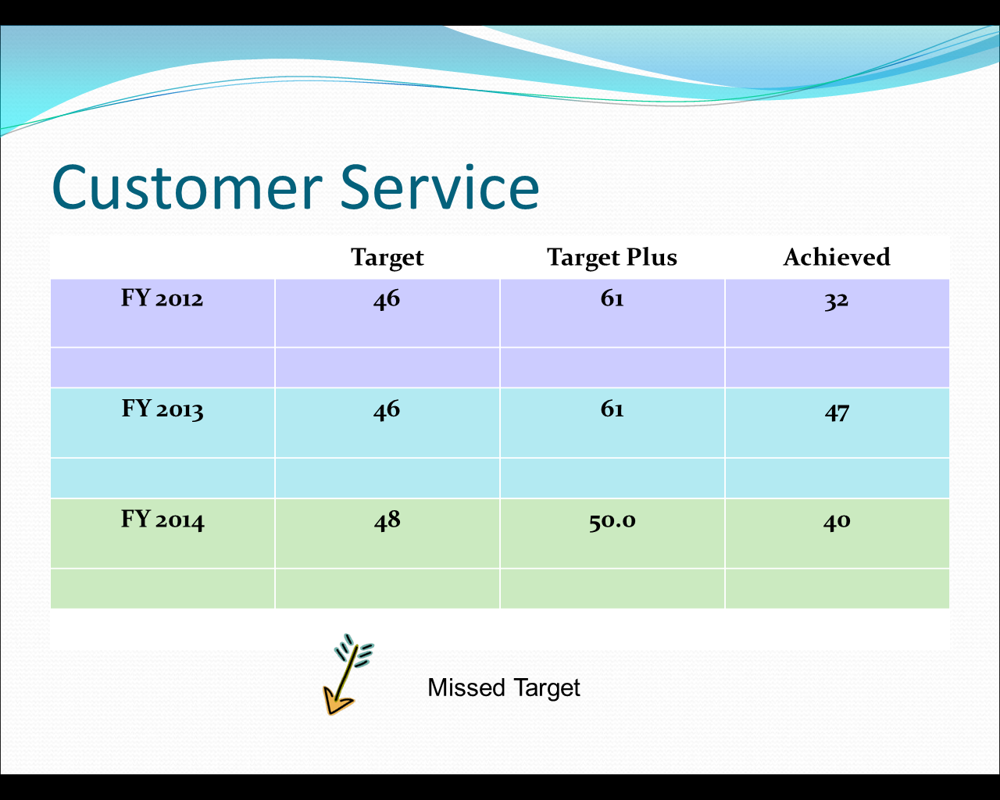 Customer Service
Target Target Plus Achieved
FY 2012 46 61 32
FY 2013 46 61 47
FY 2014 48 50.0 40
Missed Target